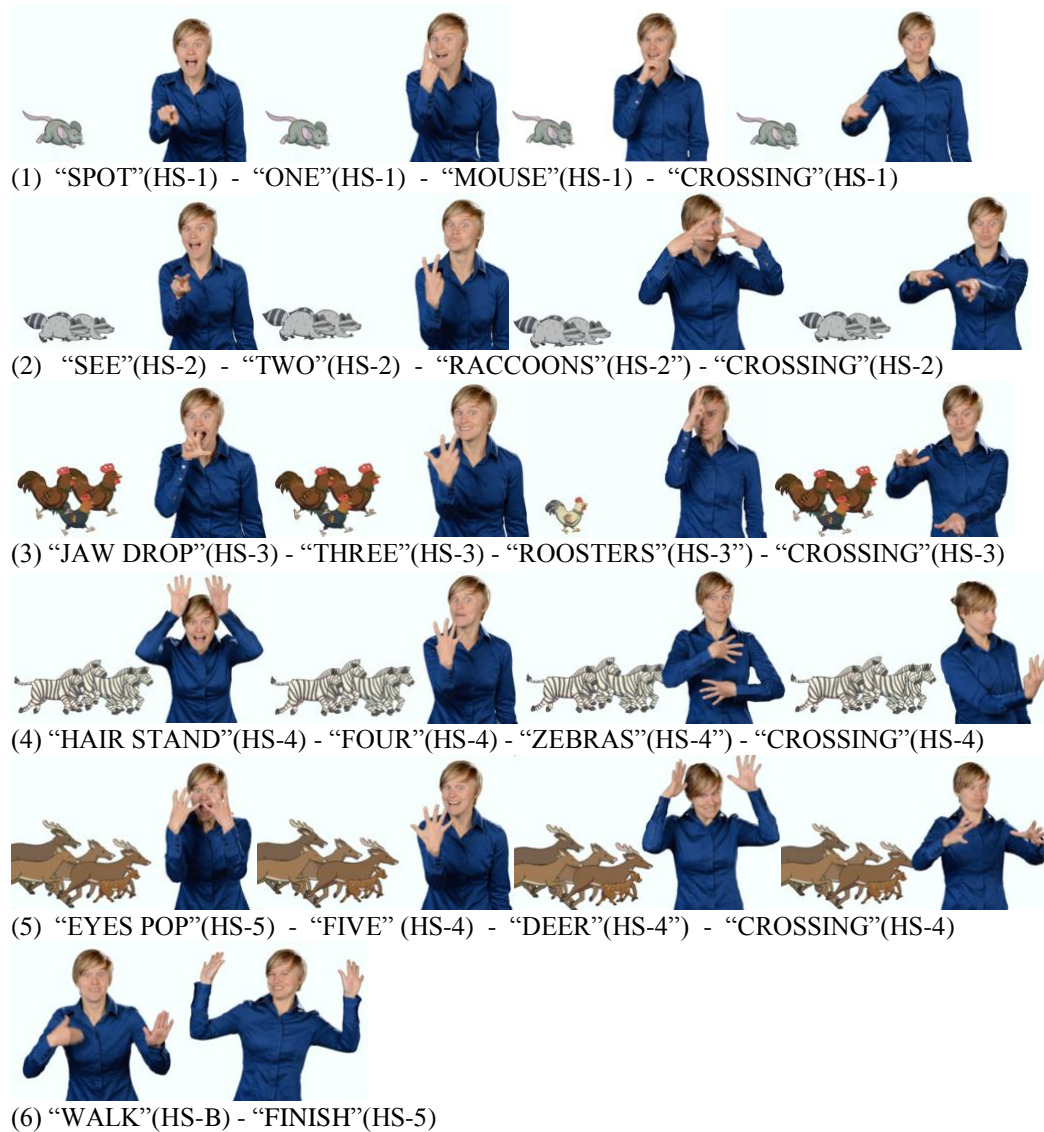 (1) “SPOT”(HS-1) - “ONE”(HS-1) - “MOUSE”(HS-1) - “CROSSING”(HS-1)
(2) “SEE”(HS-2) - “TWO”(HS-2) - “RACCOONS”(HS-2”) - “CROSSING”(HS-2)
(3) “JAW DROP”(HS-3) - “THREE”(HS-3) - “ROOSTERS”(HS-3”) - “CROSSING”(HS-3)
(4) “HAIR STAND”(HS-4) - “FOUR”(HS-4) - “ZEBRAS”(HS-4”) - “CROSSING”(HS-4)
(5) “EYES POP”(HS-5) - “FIVE” (HS-4) - “DEER”(HS-4”) - “CROSSING”(HS-4)
(6) “WALK”(HS-B) - “FINISH”(HS-5)